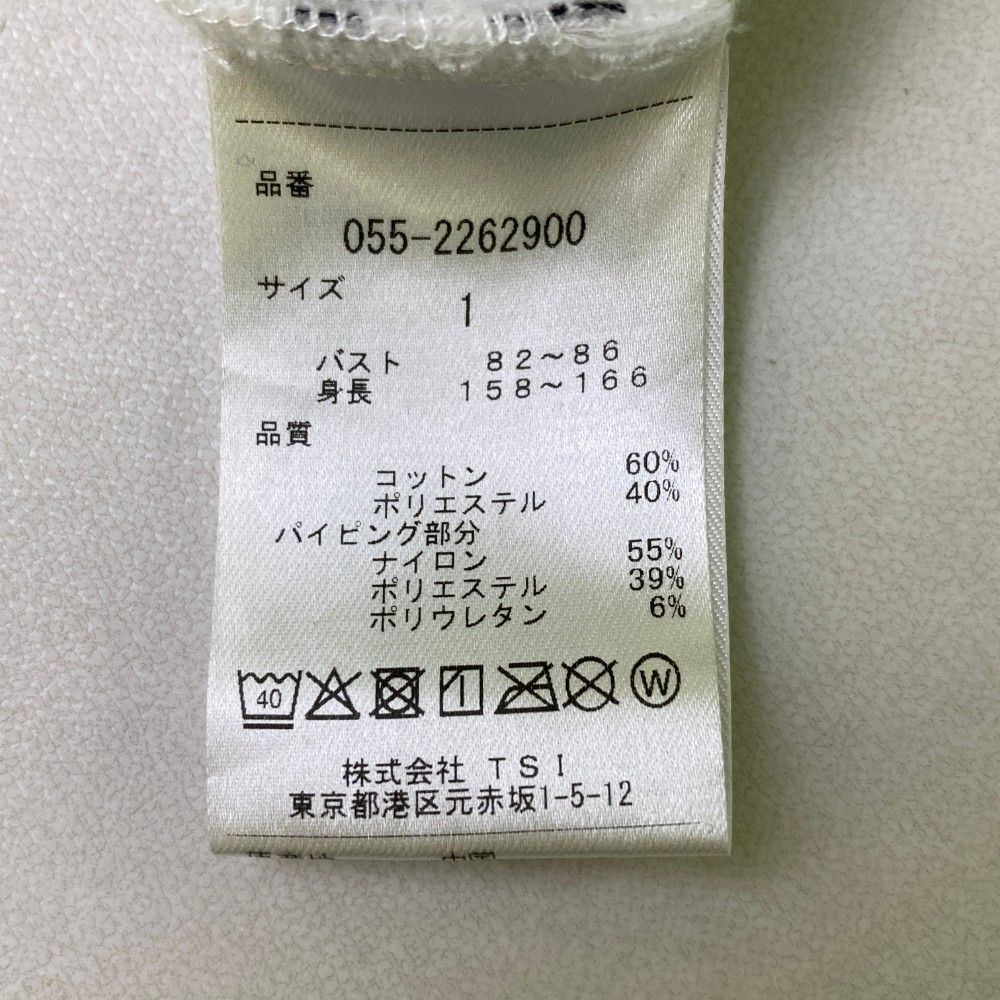 品番
055-2262900
サイズ
1
バスト 82～86
身長 158～166
品質
コットン 60%
ポリエステル 40%
パイピング部分
ナイロン 55%
ポリエステル 39%
ポリウレタン 6%
40 W
株式会社 TSI
東京都港区元赤坂1-5-12